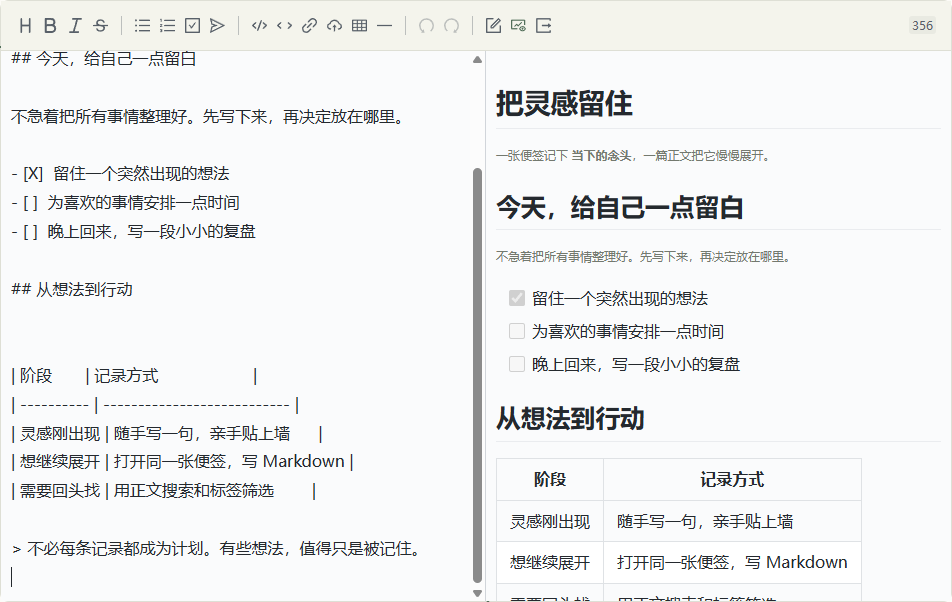 356
## 今天，给自己一点留白
不急着把所有事情整理好。先写下来，再决定放在哪里。
- [X] 留住一个突然出现的想法
- [ ] 为喜欢的事情安排一点时间
- [ ] 晚上回来，写一段小小的复盘
## 从想法到行动
| 阶段 | 记录方式 |
| ---------- | --------------------------- |
| 灵感刚出现 | 随手写一句，亲手贴上墙 |
| 想继续展开 | 打开同一张便签，写 Markdown |
| 需要回头找 | 用正文搜索和标签筛选 |
> 不必每条记录都成为计划。有些想法，值得只是被记住。
把灵感留住
一张便签记下 当下的念头，一篇正文把它慢慢展开。
今天，给自己一点留白
不急着把所有事情整理好。先写下来，再决定放在哪里。
留住一个突然出现的想法
为喜欢的事情安排一点时间
晚上回来，写一段小小的复盘
从想法到行动
阶段 记录方式
灵感刚出现 随手写一句，亲手贴上墙
想继续展开 打开同一张便签，写 Markdown